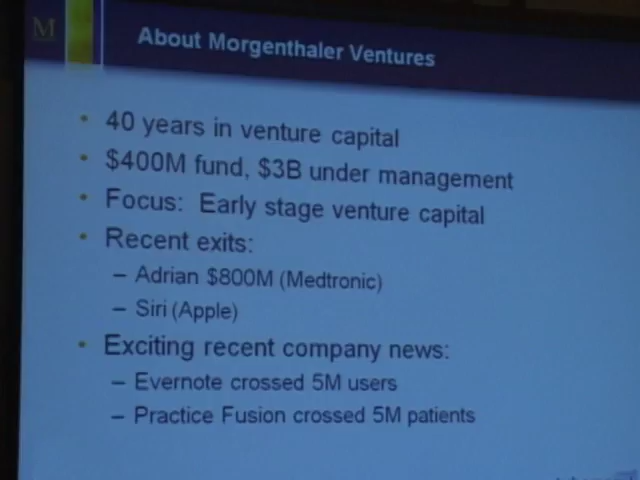 M
About Morgenthaler Ventures
• 40 years in venture capital
• $400M fund, $3B under management
• Focus: Early stage venture capital
• Recent exits:
– Adrian $800M (Medtronic)
– Siri (Apple)
• Exciting recent company news:
– Evernote crossed 5M users
– Practice Fusion crossed 5M patients